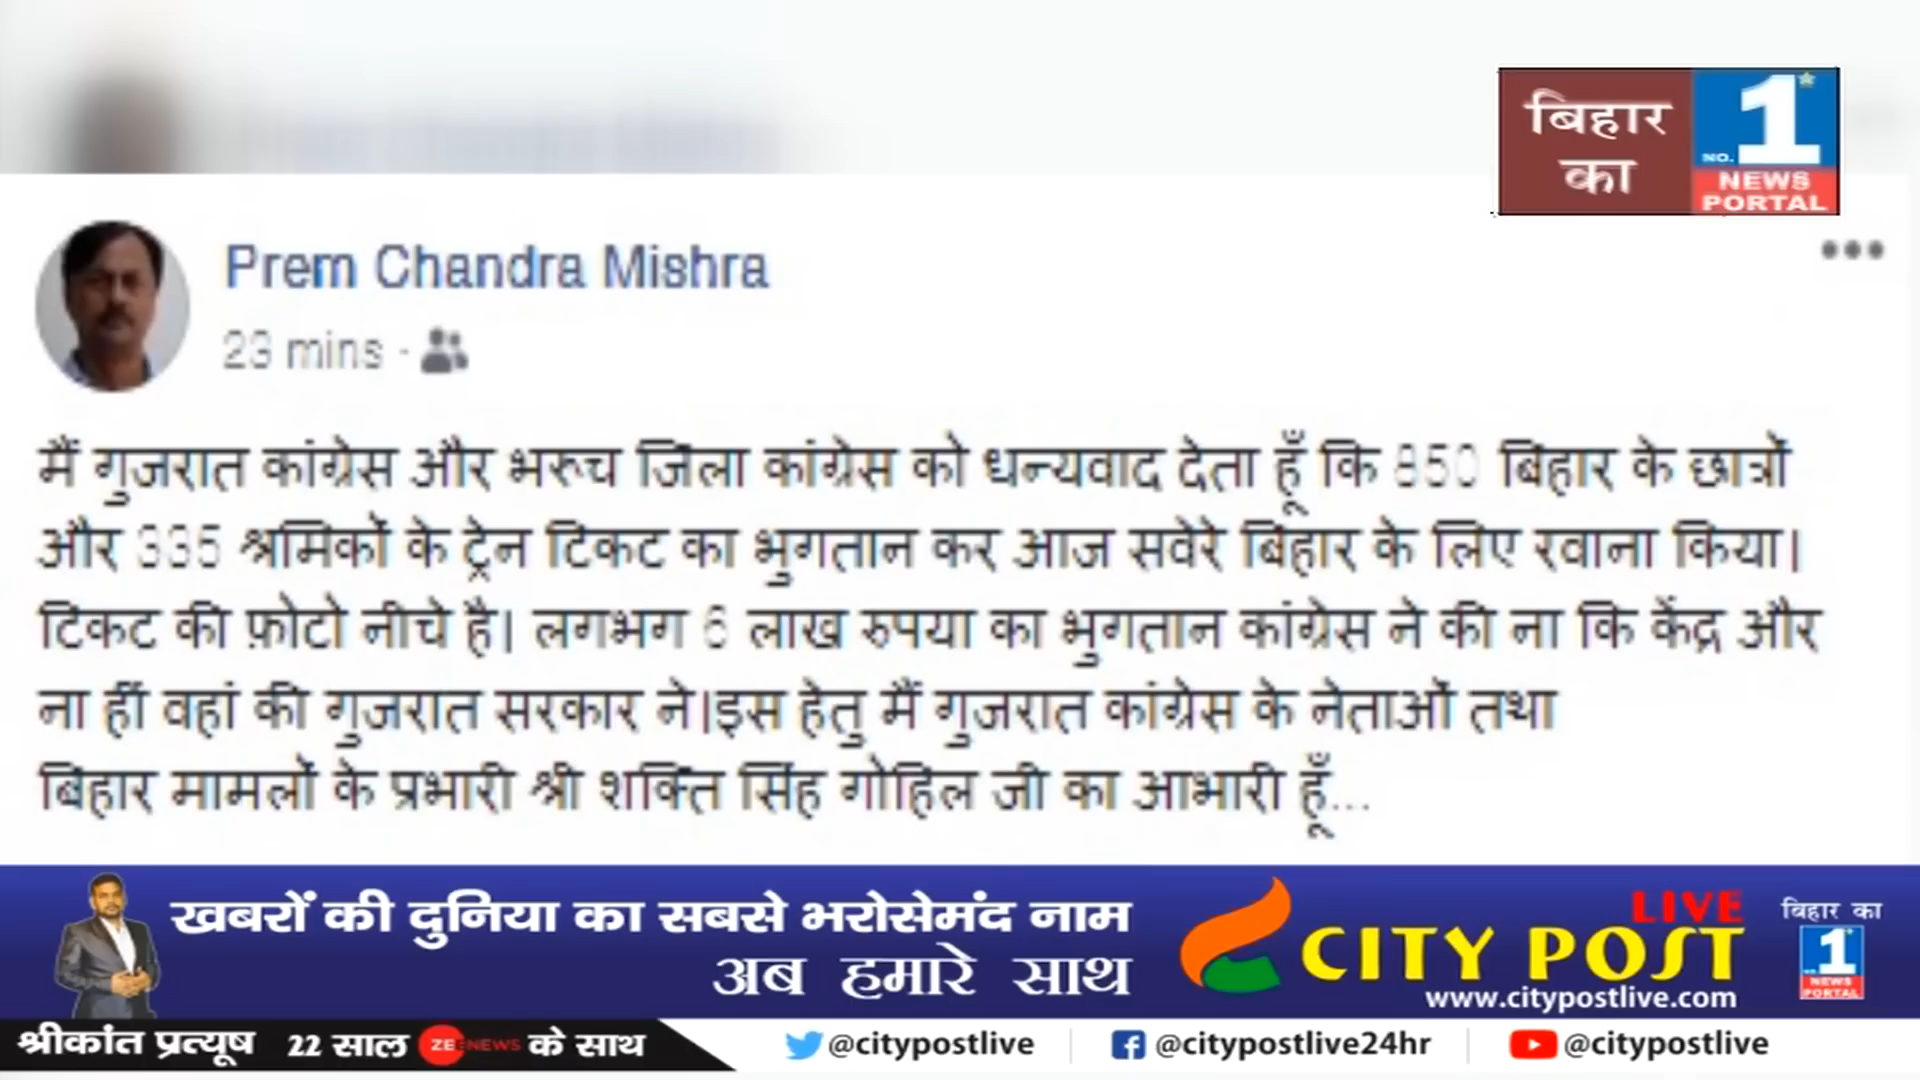 बिहार
का
NO. 1
NEWS
PORTAL
Prem Chandra Mishra
23 mins ·
मैं गुजरात कांग्रेस और भरुच जिला कांग्रेस को धन्यवाद देता हूँ कि 850 बिहार के छात्रों
और 335 श्रमिकों के ट्रेन टिकट का भुगतान कर आज सवेरे बिहार के लिए रवाना किया।
टिकट की फ़ोटो नीचे है। लगभग 6 लाख रुपया का भुगतान कांग्रेस ने की ना कि केंद्र और
ना हीं वहां की गुजरात सरकार ने।इस हेतु मैं गुजरात कांग्रेस के नेताओं तथा
बिहार मामलों के प्रभारी श्री शक्ति सिंह गोहिल जी का आभारी हूँ...
खबरों की दुनिया का सबसे भरोसेमंद नाम
अब हमारे साथ
LIVE
CITY POST
www.citypostlive.com
बिहार का
1
NEWS
PORTAL
श्रीकांत प्रत्यूष 22 साल ZEE NEWS के साथ
@citypostlive
@citypostlive24hr
@citypostlive